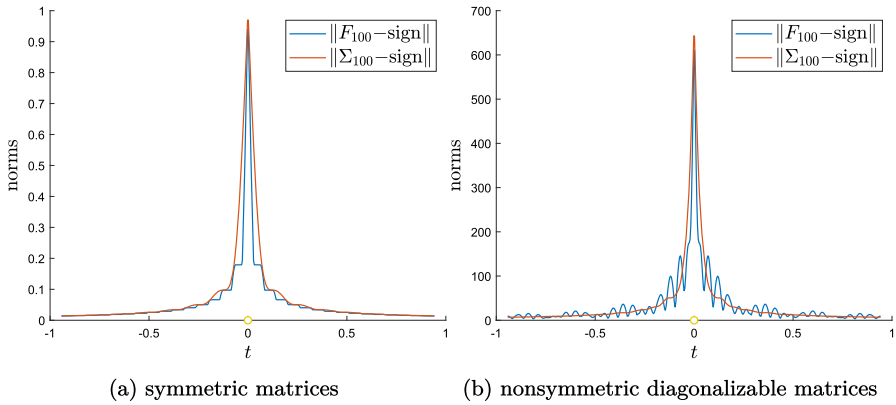 ‖F₁₀₀−sign‖
‖Σ₁₀₀−sign‖
1
0.9
0.8
0.7
0.6
0.5
0.4
0.3
0.2
0.1
0
norms
-1
-0.5
0
0.5
1
t
(a) symmetric matrices
‖F₁₀₀−sign‖
‖Σ₁₀₀−sign‖
700
600
500
400
300
200
100
0
norms
-1
-0.5
0
0.5
1
t
(b) nonsymmetric diagonalizable matrices